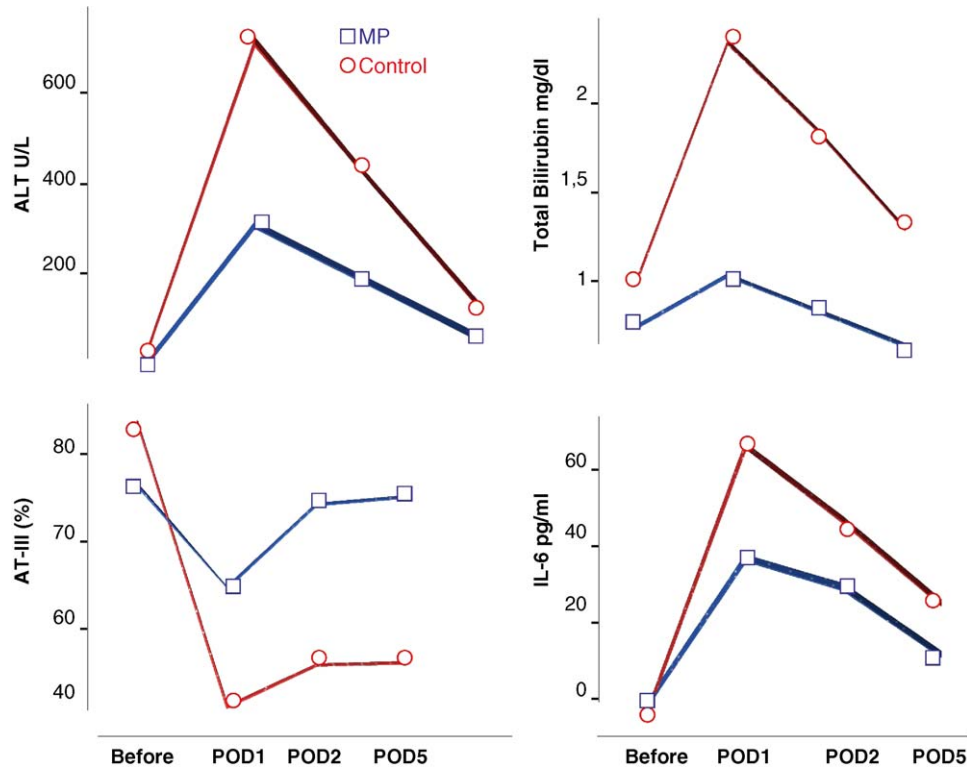 ALT U/L
600
400
200
MP
Control
Total Bilirubin mg/dl
2
1,5
1
AT-III (%)
80
70
60
40
IL-6 pg/ml
60
40
20
0
Before POD1 POD2 POD5
Before POD1 POD2 POD5